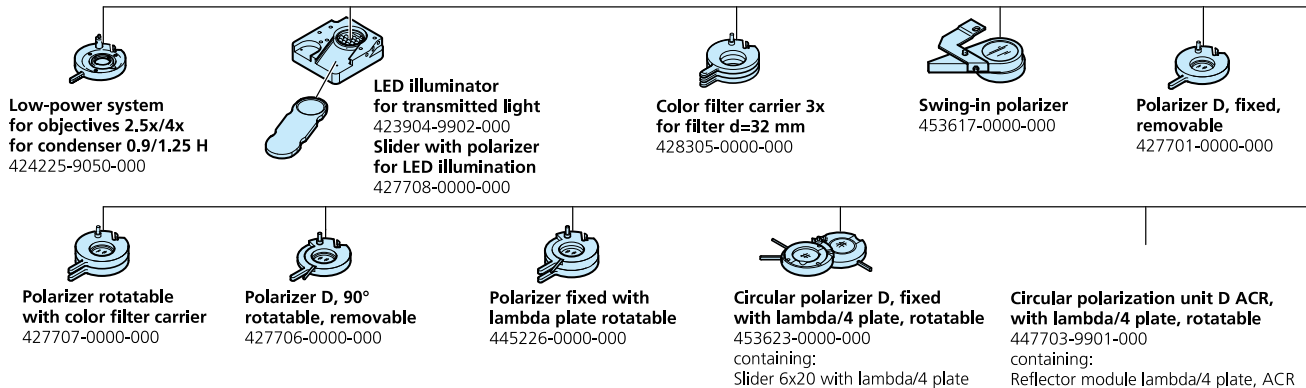 Low-power system
for objectives 2.5x/4x
for condenser 0.9/1.25 H
424225-9050-000
LED illuminator
for transmitted light
423904-9902-000
Slider with polarizer
for LED illumination
427708-0000-000
Color filter carrier 3x
for filter d=32 mm
428305-0000-000
Swing-in polarizer
453617-0000-000
Polarizer D, fixed,
removable
427701-0000-000
Polarizer rotatable
with color filter carrier
427707-0000-000
Polarizer D, 90°
rotatable, removable
427706-0000-000
Polarizer fixed with
lambda plate rotatable
445226-0000-000
Circular polarizer D, fixed
with lambda/4 plate, rotatable
453623-0000-000
containing:
Slider 6x20 with lambda/4 plate
Circular polarization unit D ACR,
with lambda/4 plate, rotatable
447703-9901-000
containing:
Reflector module lambda/4 plate, ACR